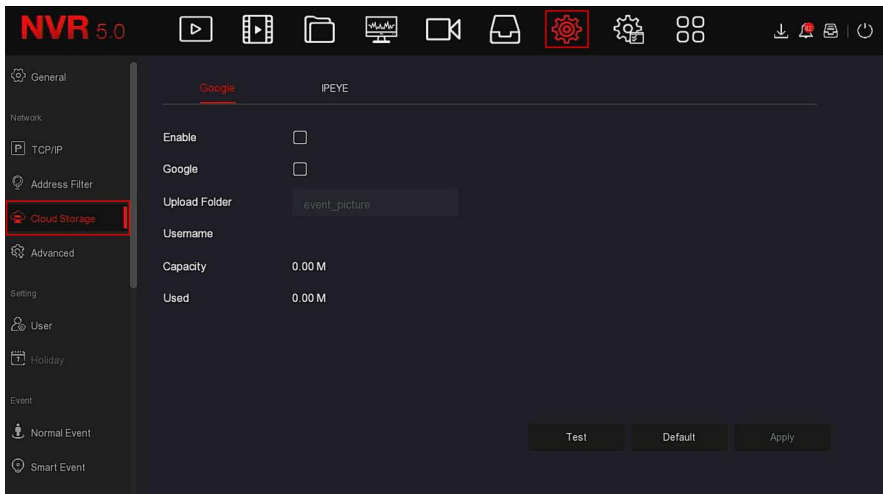 NVR 5.0
General
Network
P TCP/IP
Address Filter
Cloud Storage
Advanced
Setting
User
Holiday
Event
Normal Event
Smart Event
Google IPEYE
Enable
Google
Upload Folder event_picture
Username
Capacity 0.00 M
Used 0.00 M
Test Default Apply